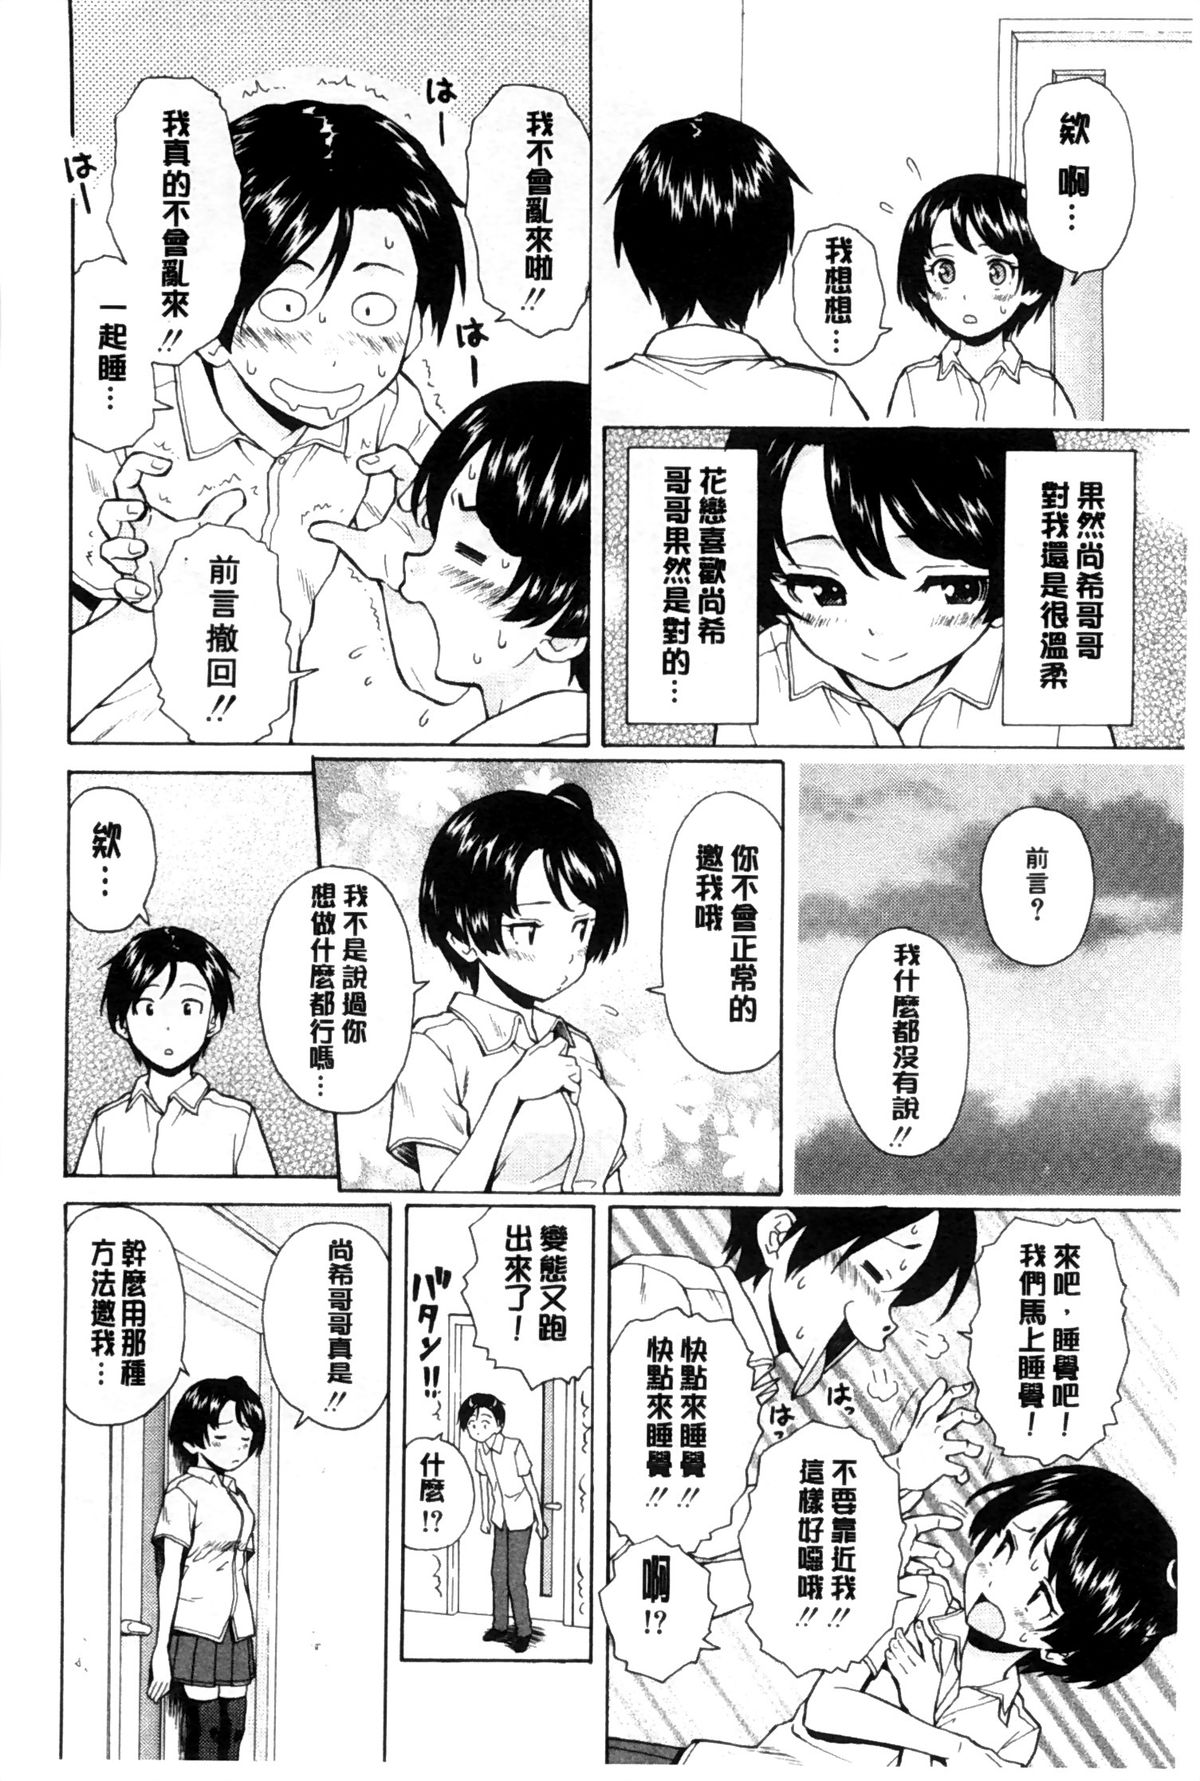 欸
啊…
我想想…
果然尚希哥哥
對我還是很溫柔
花戀喜歡尚希
哥哥果然是對的…
我不會亂來啦!!
我真的不會亂來!!
一起睡…
はー
はー
はー
前言撤回!!
前言?
我什麼都沒有說!!
你不會正常的
邀我哦
我不是說過你
想做什麼都行嗎…
欸…
來吧,睡覺吧!
我們馬上睡覺!
快點來睡覺!!
快點來睡覺!!
はっ
はっ
不要靠近我!!
這樣好噁哦!!
啊!?
變態又跑
出來了!
バタン!!
什麼!?
尚希哥哥真是!!
幹麼用那種
方法邀我…